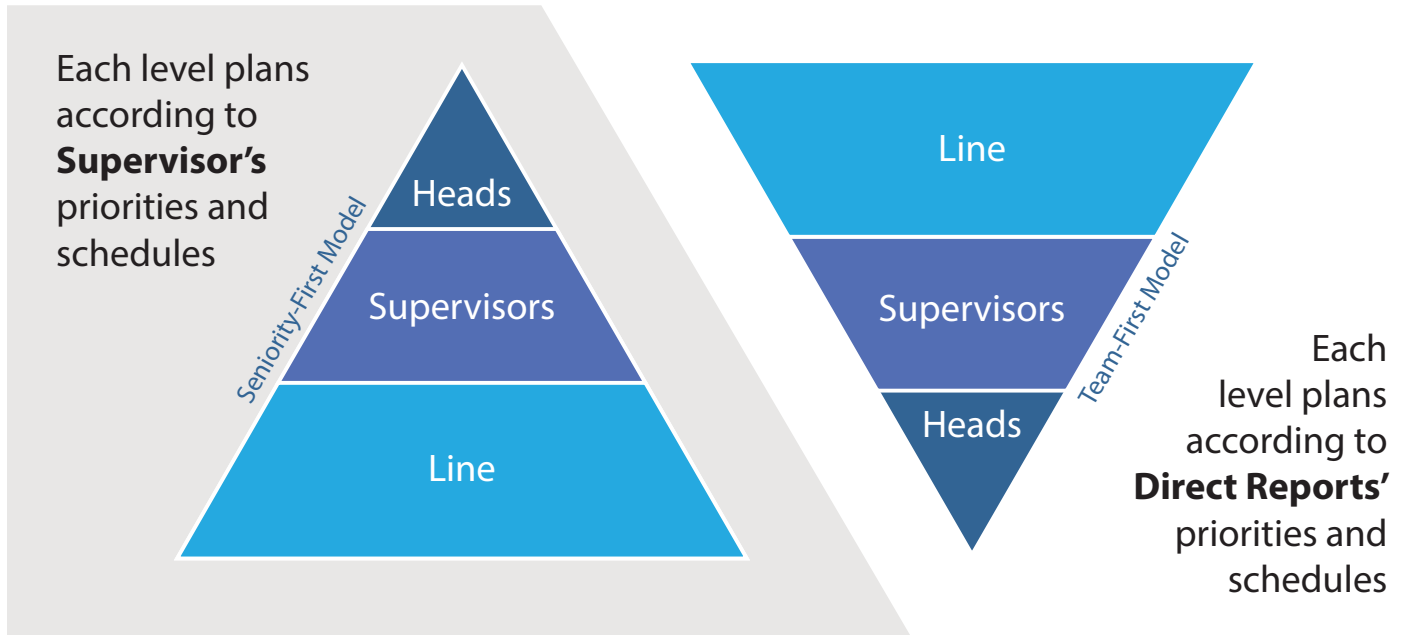 Each level plans
according to
Supervisor’s
priorities and
schedules
Seniority-First Model
Heads
Supervisors
Line
Line
Supervisors
Heads
Team-First Model
Each
level plans
according to
Direct Reports’
priorities and
schedules